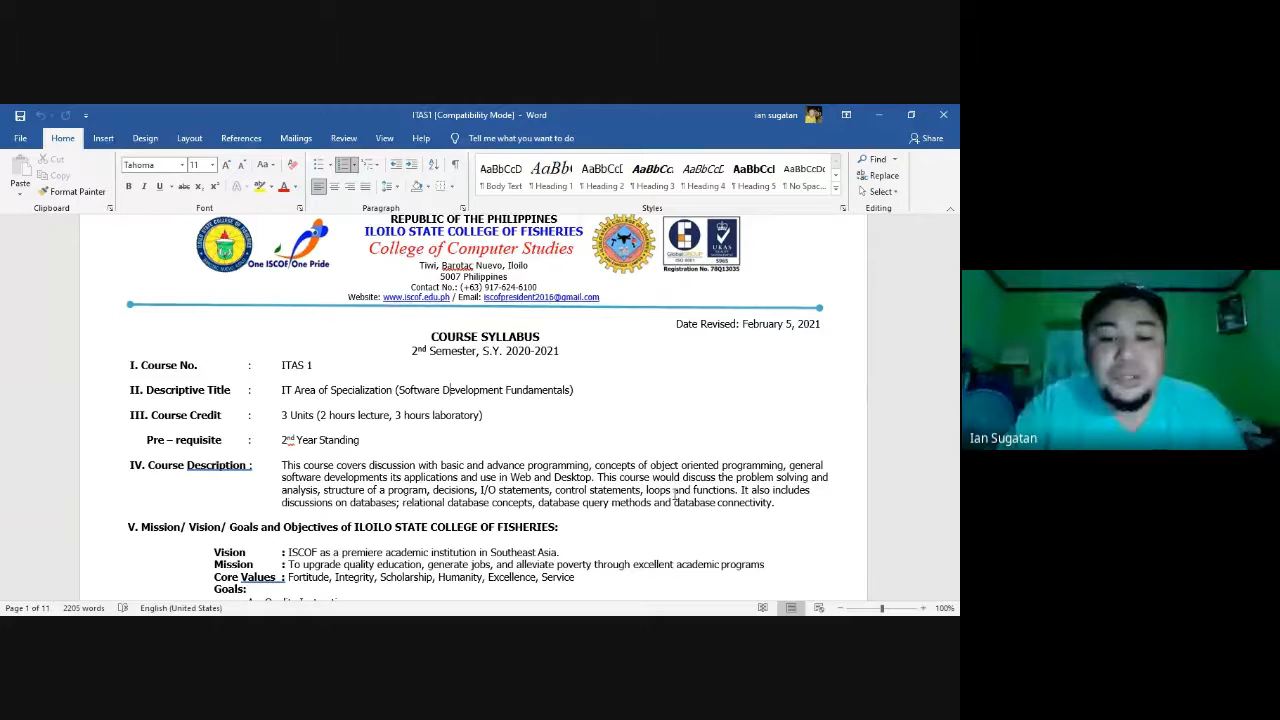 ITAS1 [Compatibility Mode] - Word
ian sugatan
File Home Insert Design Layout References Mailings Review View Help Tell me what you want to do Share
Paste
Cut
Copy
Format Painter
Tahoma 11
AaBbCcD AaBb( AaBbCcI AaBbCc. AaBbCcI AaBbCcI AaBbCcDc
¶ Body Text ¶ Heading 1 ¶ Heading 2 ¶ Heading 3 ¶ Heading 4 ¶ Heading 5 ¶ No Spac...
Find
Replace
Select
Clipboard Font Paragraph Styles Editing
REPUBLIC OF THE PHILIPPINES
ILOILO STATE COLLEGE OF FISHERIES
College of Computer Studies
Tiwi, Barotac Nuevo, Iloilo
5007 Philippines
Contact No.: (+63) 917-624-6100
Website: www.iscof.edu.ph / Email: iscofpresident2016@gmail.com
One ISCOF/One Pride
UKAS
Registration No. 78Q13035
Date Revised: February 5, 2021
COURSE SYLLABUS
2nd Semester, S.Y. 2020-2021
I. Course No. : ITAS 1
II. Descriptive Title : IT Area of Specialization (Software Development Fundamentals)
III. Course Credit : 3 Units (2 hours lecture, 3 hours laboratory)
Pre – requisite : 2nd Year Standing
IV. Course Description : This course covers discussion with basic and advance programming, concepts of object oriented programming, general
software developments its applications and use in Web and Desktop. This course would discuss the problem solving and
analysis, structure of a program, decisions, I/O statements, control statements, loops and functions. It also includes
discussions on databases; relational database concepts, database query methods and database connectivity.
V. Mission/ Vision/ Goals and Objectives of ILOILO STATE COLLEGE OF FISHERIES:
Vision : ISCOF as a premiere academic institution in Southeast Asia.
Mission : To upgrade quality education, generate jobs, and alleviate poverty through excellent academic programs
Core Values : Fortitude, Integrity, Scholarship, Humanity, Excellence, Service
Goals:
Page 1 of 11 2205 words English (United States) 100%
Ian Sugatan